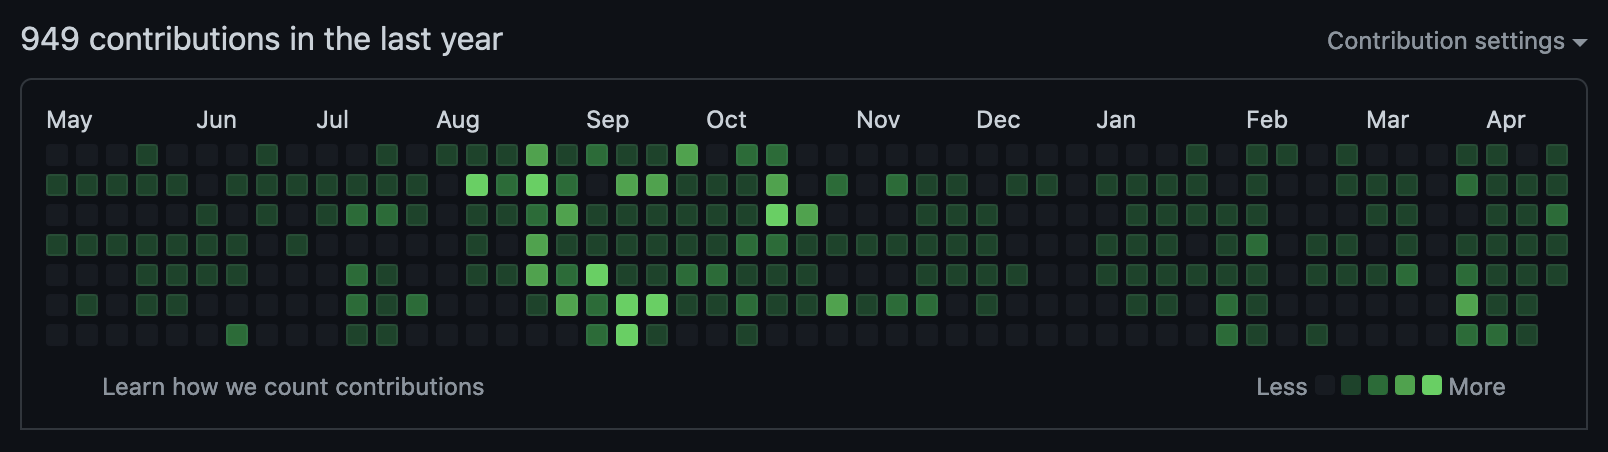 949 contributions in the last year
Contribution settings
May Jun Jul Aug Sep Oct Nov Dec Jan Feb Mar Apr
Learn how we count contributions
Less More